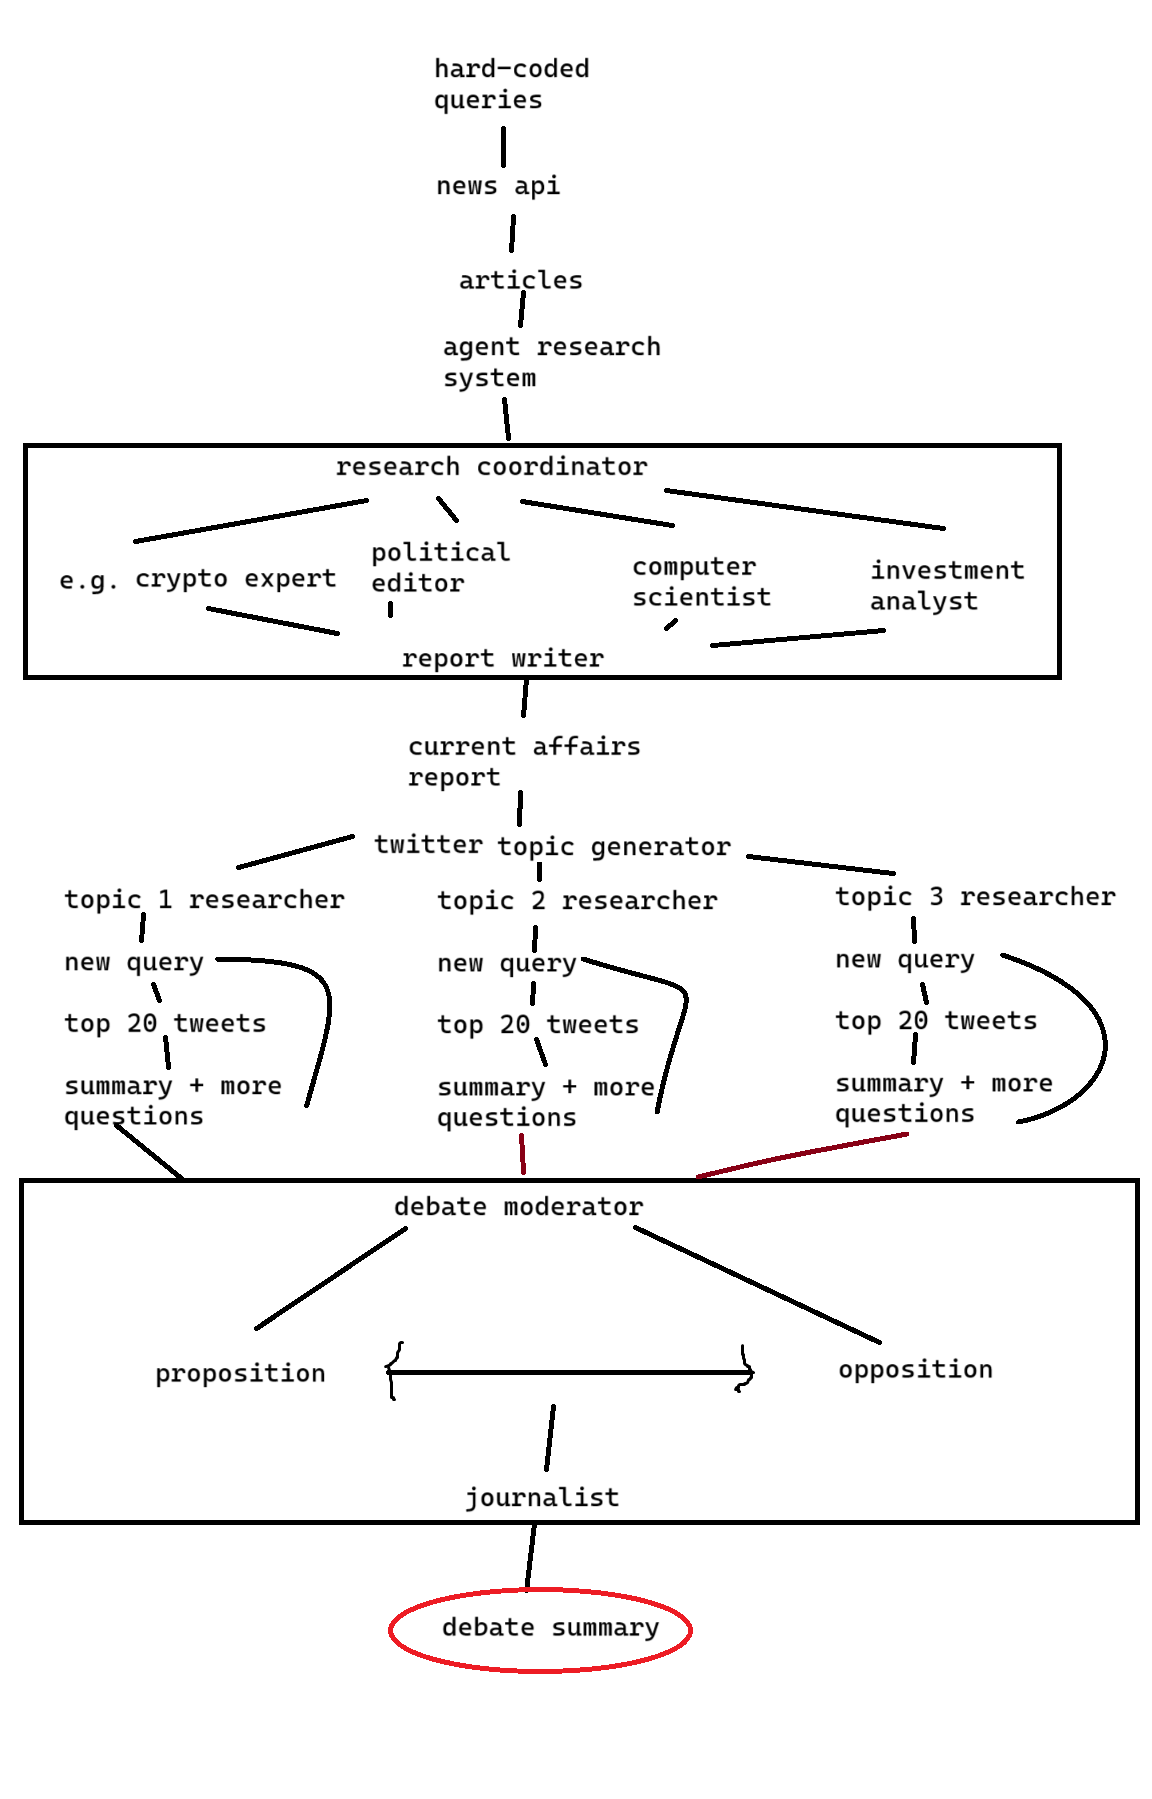 hard-coded
queries
news api
articles
agent research
system
research coordinator
e.g. crypto expert
political
editor
computer
scientist
investment
analyst
report writer
current affairs
report
twitter topic generator
topic 1 researcher
new query
top 20 tweets
summary + more
questions
topic 2 researcher
new query
top 20 tweets
summary + more
questions
topic 3 researcher
new query
top 20 tweets
summary + more
questions
debate moderator
proposition
opposition
journalist
debate summary